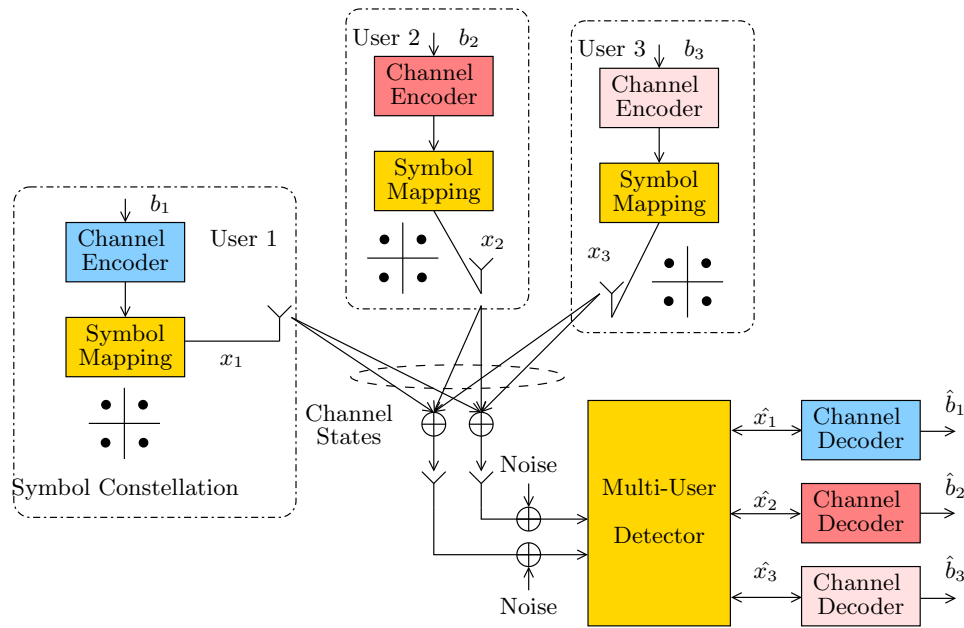 User 2
b₂
Channel
Encoder
Symbol
Mapping
x₂
User 3
b₃
Channel
Encoder
Symbol
Mapping
x₃
b₁
User 1
Channel
Encoder
Symbol
Mapping
x₁
Symbol Constellation
Channel
States
Noise
Noise
Multi-User
Detector
x̂₁
Channel
Decoder
b̂₁
x̂₂
Channel
Decoder
b̂₂
x̂₃
Channel
Decoder
b̂₃